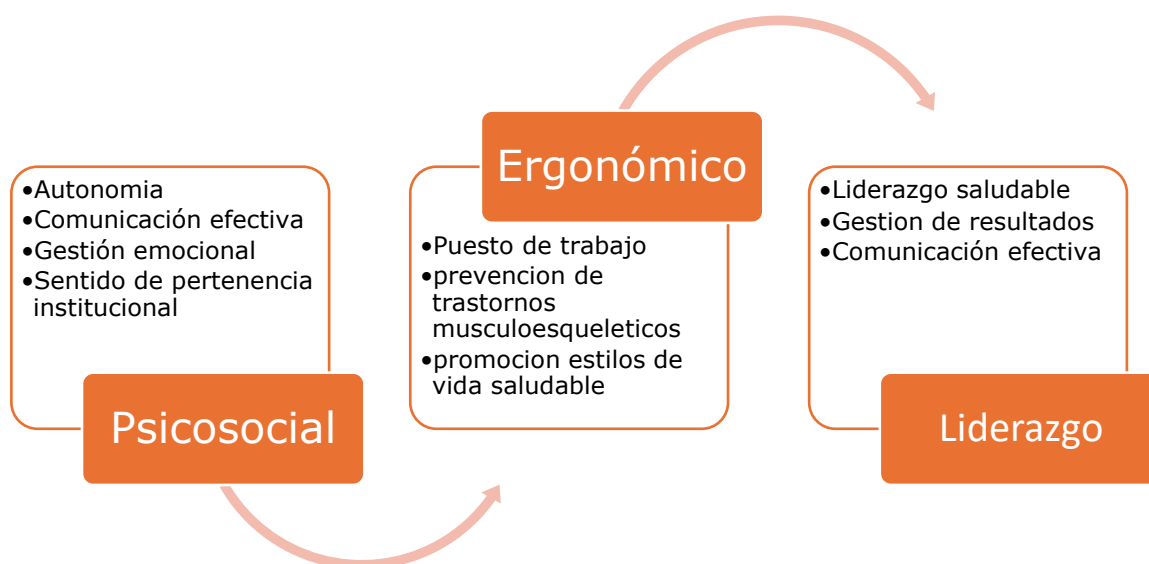 •Autonomia
•Comunicación efectiva
•Gestión emocional
•Sentido de pertenencia
institucional
Psicosocial
Ergonómico
•Puesto de trabajo
•prevencion de
trastornos
musculoesqueleticos
•promocion estilos de
vida saludable
•Liderazgo saludable
•Gestion de resultados
•Comunicación efectiva
Liderazgo